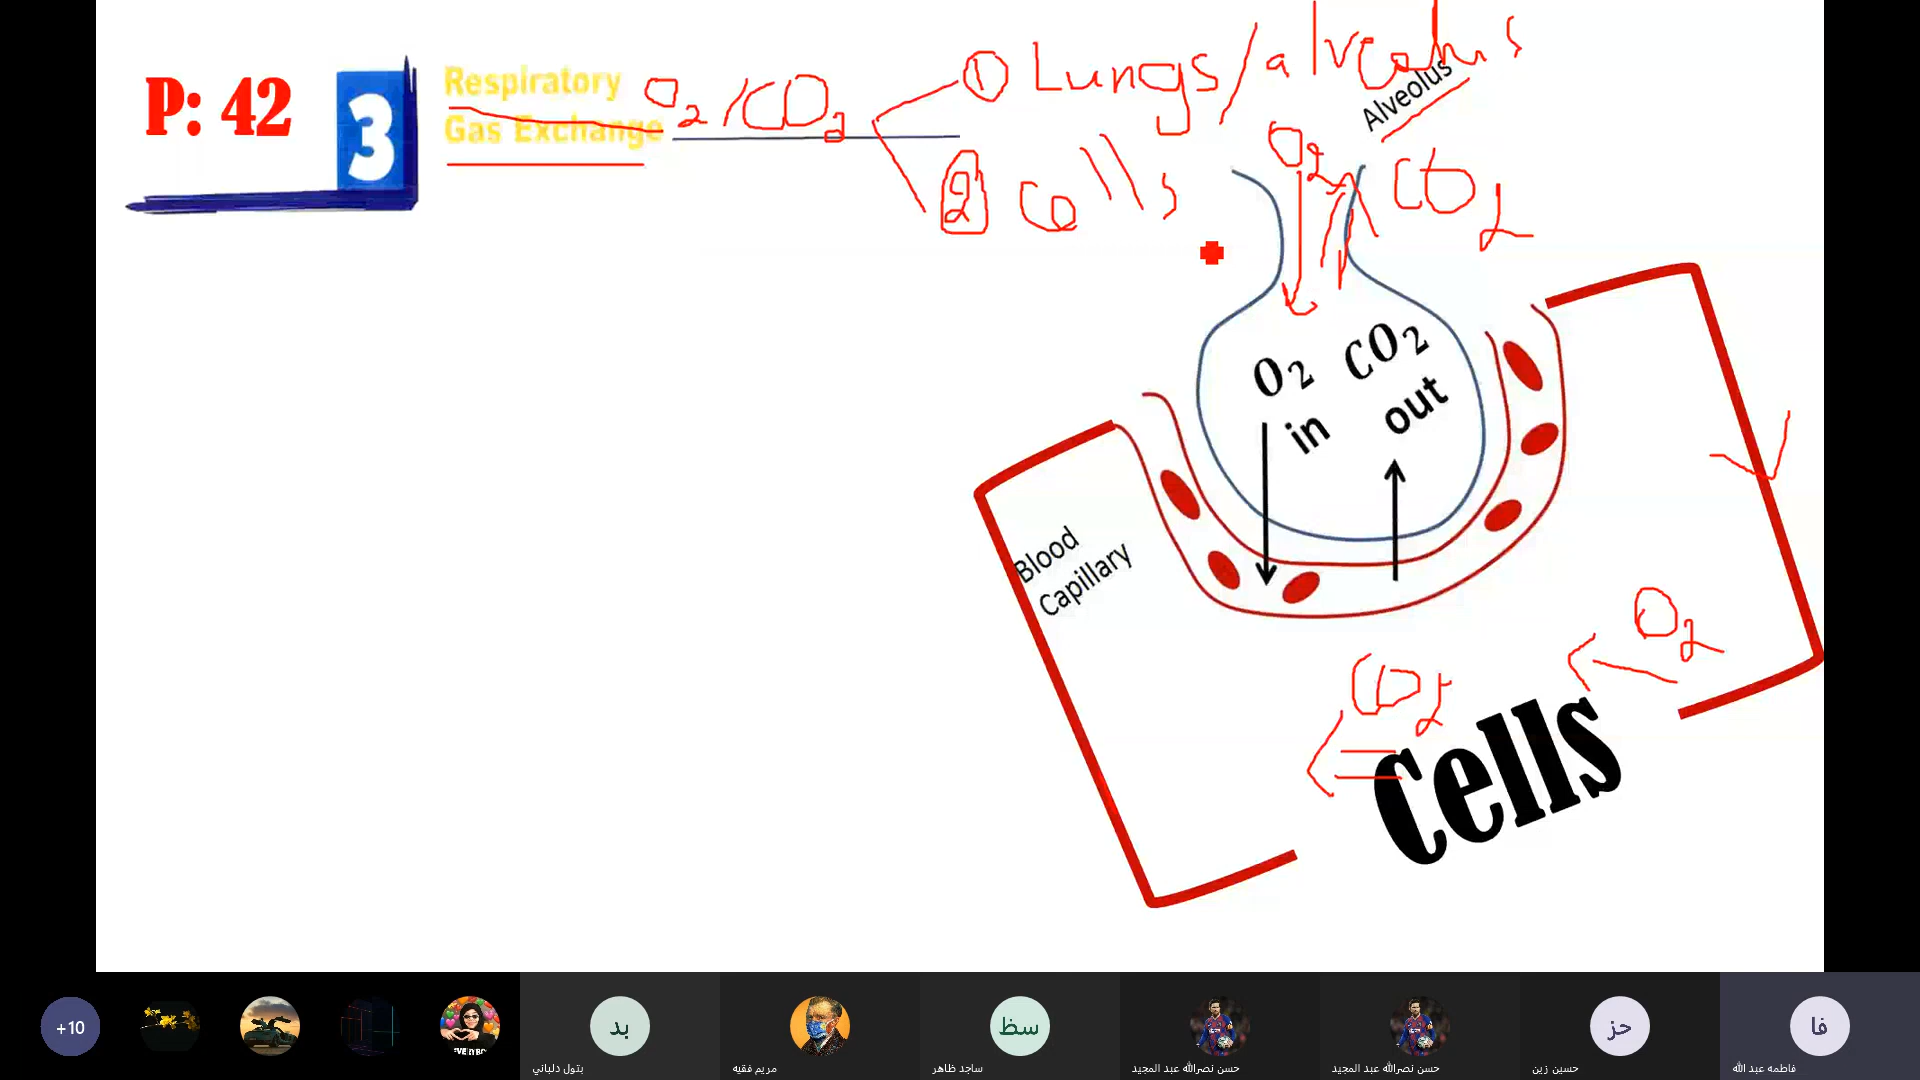 P: 42
3
Respiratory
Gas Exchange
O2/CO2
① Lungs/alveolus
2 Cells
Alveolus
O2
CO2
O2
in
CO2
out
Blood
Capillary
O2
CO2
Cells
+10
EVERYBO
بد
بتول دلباني
مريم فقيه
سظ
ساجد ظاهر
حسن نصرالله عبد المجيد
حسن نصرالله عبد المجيد
حز
حسين زين
فا
فاطمه عبد الله